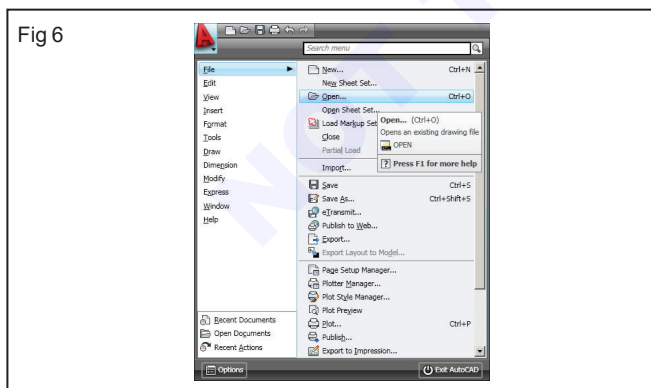 Fig 6
Search menu
File
Edit
View
Insert
Format
Tools
Draw
Dimension
Modify
Express
Window
Help
Recent Documents
Open Documents
Recent Actions
New... Ctrl+N
New Sheet Set...
Open... Ctrl+O
Open Sheet Set...
Load Markup Set
Close
Partial Load
Import...
Open... (Ctrl+O)
Opens an existing drawing file
OPEN
? Press F1 for more help
Save Ctrl+S
Save As... Ctrl+Shift+S
eTransmit...
Publish to Web...
Export...
Export Layout to Model...
Page Setup Manager...
Plotter Manager...
Plot Style Manager...
Plot Preview
Plot... Ctrl+P
Publish...
Export to Impression...
Options
Exit AutoCAD